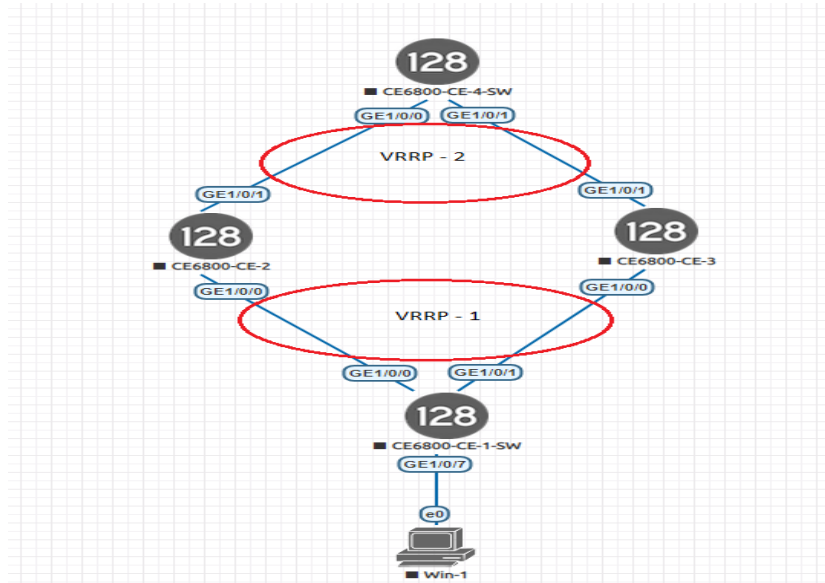 128
■ CE6800-CE-4-SW
GE1/0/0 GE1/0/1
VRRP - 2
GE1/0/1 GE1/0/1
128 128
■ CE6800-CE-2 ■ CE6800-CE-3
GE1/0/0 GE1/0/0
VRRP - 1
GE1/0/0 GE1/0/1
128
■ CE6800-CE-1-SW
GE1/0/7
e0
■ Win-1